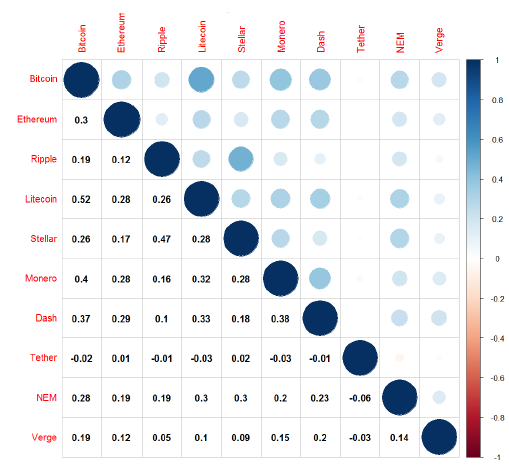 Bitcoin Ethereum Ripple Litecoin Stellar Monero Dash Tether NEM Verge
Bitcoin
Ethereum 0.3
Ripple 0.19 0.12
Litecoin 0.52 0.28 0.26
Stellar 0.26 0.17 0.47 0.28
Monero 0.4 0.28 0.16 0.32 0.28
Dash 0.37 0.29 0.1 0.33 0.18 0.38
Tether -0.02 0.01 -0.01 -0.03 0.02 -0.03 -0.01
NEM 0.28 0.19 0.19 0.3 0.3 0.2 0.23 -0.06
Verge 0.19 0.12 0.05 0.1 0.09 0.15 0.2 -0.03 0.14
1
0.8
0.6
0.4
0.2
0
-0.2
-0.4
-0.6
-0.8
-1